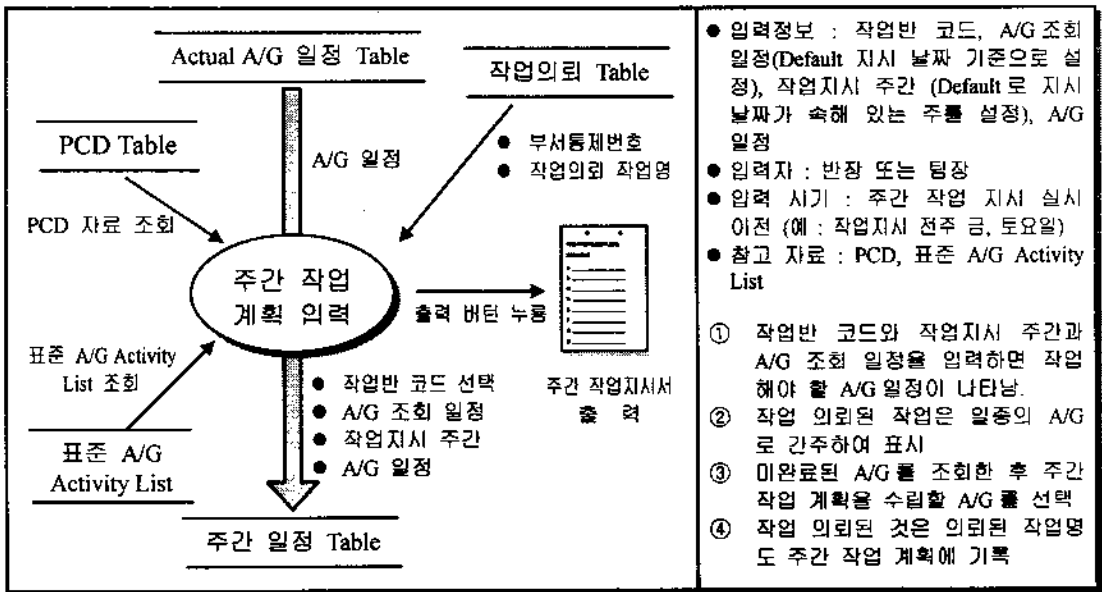 Actual A/G 일정 Table
작업의뢰 Table
PCD Table
A/G 일정
● 부서통제번호
● 작업의뢰 작업명
PCD 자료 조회
주간 작업
계획 입력
출력 버턴 누룸
표준 A/G Activity
List 조회
● 작업반 코드 선택
● A/G 조회 일정
● 작업지시 주간
● A/G 일정
주간 작업지시서
출 력
표준 A/G
Activity List
주간 일정 Table
● 입력정보 : 작업반 코드, A/G 조회
일정(Default 지시 날짜 기준으로 설
정), 작업지시 주간 (Default로 지시
날짜가 속해 있는 주를 설정), A/G
일정
● 입력자 : 반장 또는 팀장
● 입력 시기 : 주간 작업 지시 실시
이전 (예 : 작업지시 전주 금, 토요일)
● 참고 자료 : PCD, 표준 A/G Activity
List
① 작업반 코드와 작업지시 주간과
A/G 조회 일정을 입력하면 작업
해야 할 A/G 일정이 나타남.
② 작업 의뢰된 작업은 일종의 A/G
로 간주하여 표시
③ 미완료된 A/G를 조회한 후 주간
작업 계획을 수립할 A/G를 선택
④ 작업 의뢰된 것은 의뢰된 작업명
도 주간 작업 계획에 기록